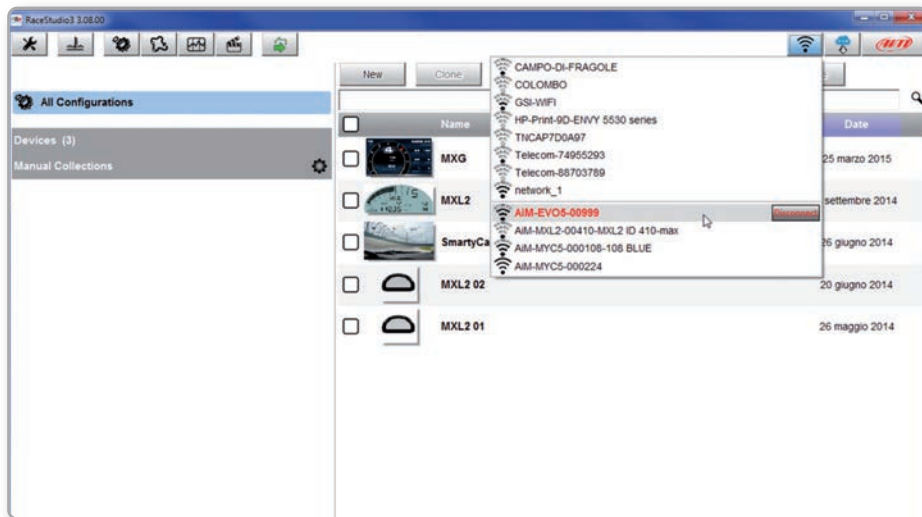 RaceStudio3 3.08.00
AiM
New
Clone
All Configurations
Devices (3)
Manual Collections
Name
Date
MXG
25 marzo 2015
MXL2
settembre 2014
SmartyCa
26 giugno 2014
MXL2 02
20 giugno 2014
MXL2 01
26 maggio 2014
CAMPO-DI-FRAGOLE
COLOMBO
GSI-WIFI
HP-Print-9D-ENVY 5530 series
TNCAP7D0A97
Telecom-74955293
Telecom-88703789
network_1
AiM-EVO5-00999
Disconnect
AiM-MXL2-00410-MXL2 ID 410-max
AiM-MYC5-000108-108 BLUE
AiM-MYC5-000224